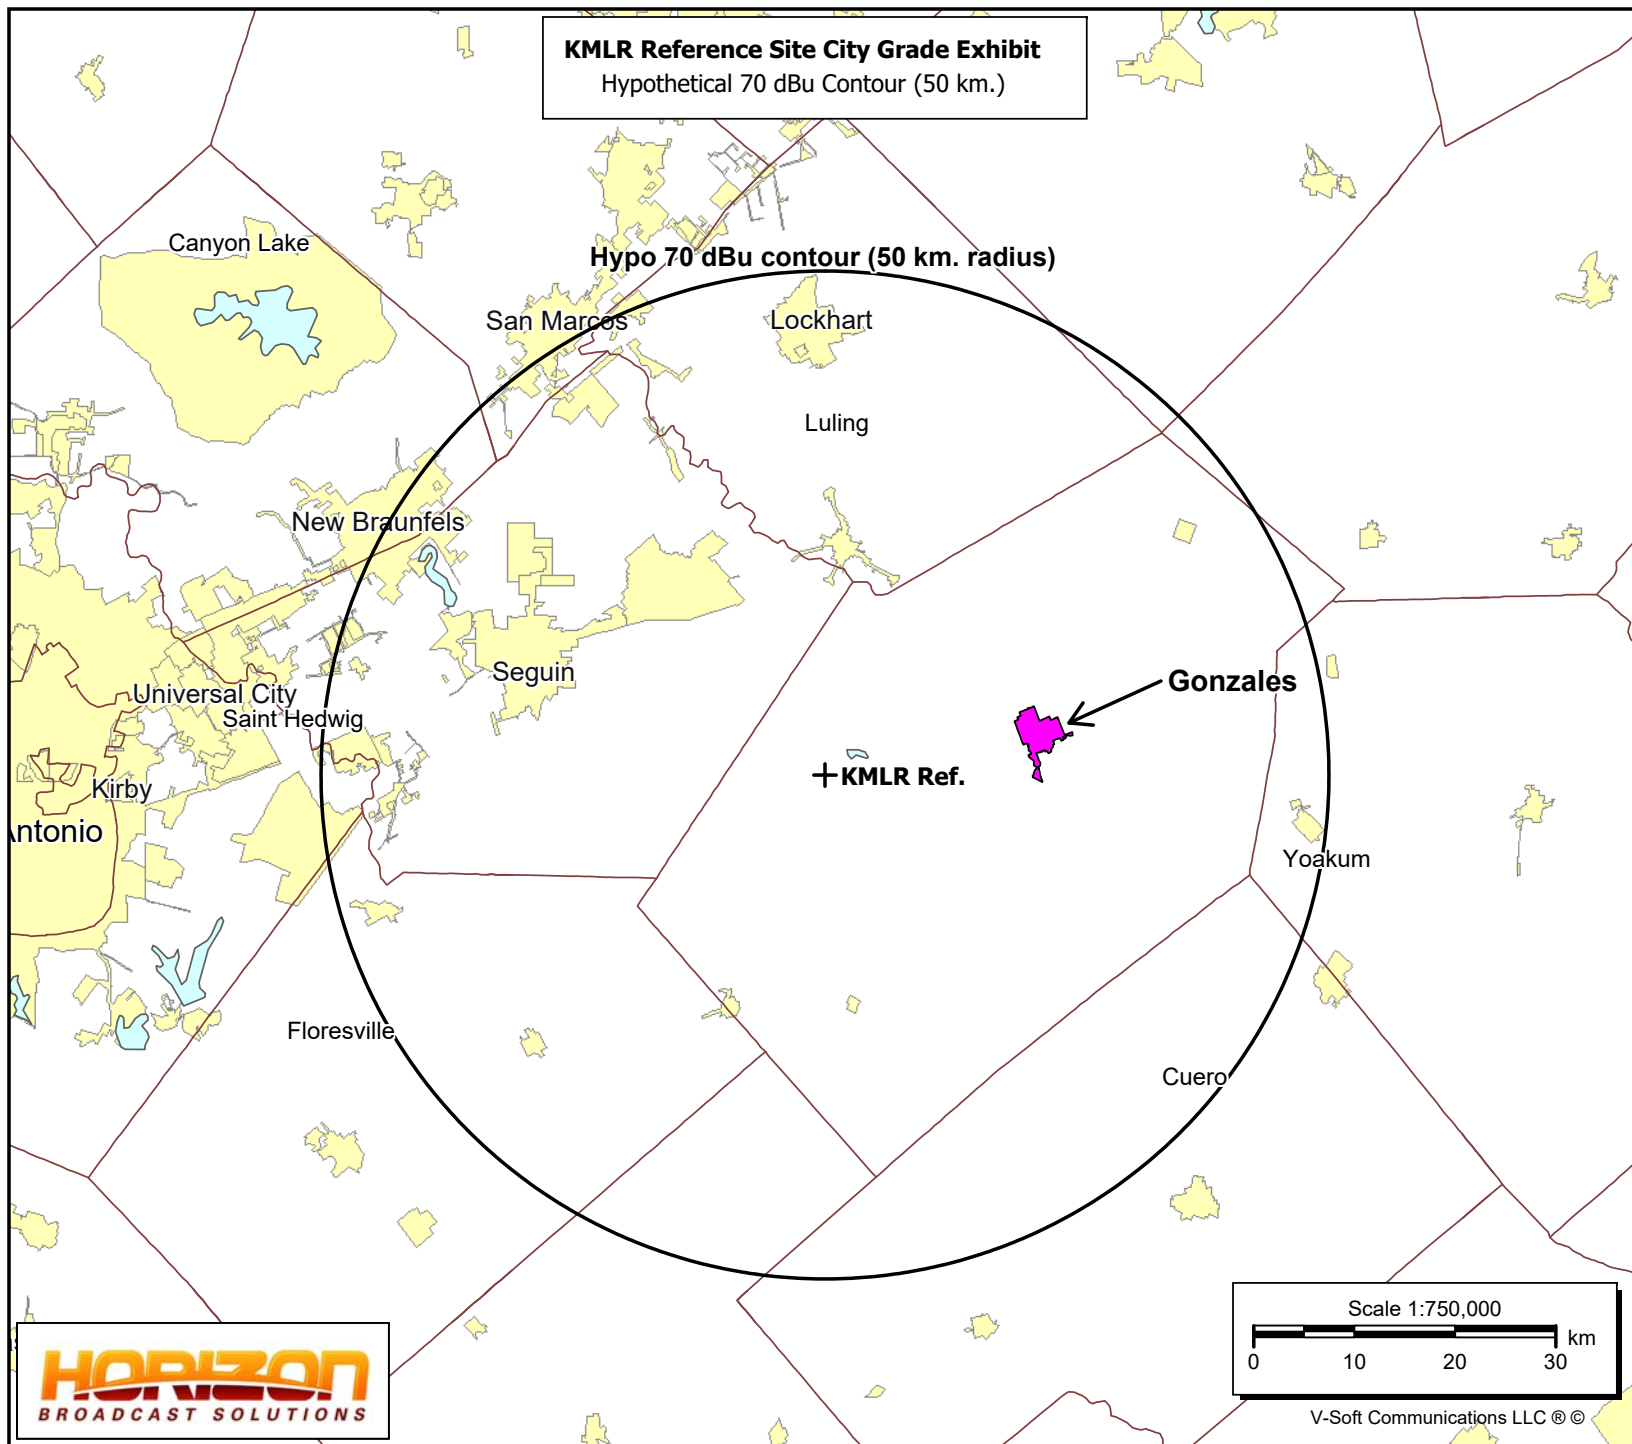 KMLR Reference Site City Grade Exhibit
Hypothetical 70 dBu Contour (50 km.)
Canyon Lake
Hypo 70 dBu contour (50 km. radius)
San Marcos
Lockhart
Luling
New Braunfels
Seguin
Gonzales
Universal City
Saint Hedwig
KMLR Ref.
Kirby
Antonio
Yoakum
Floresville
Cuero
Scale 1:750,000
km
0 10 20 30
HORIZON
BROADCAST SOLUTIONS
V-Soft Communications LLC ® ©